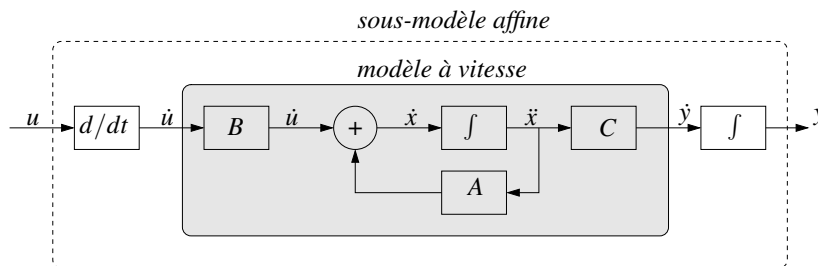 sous-modèle affine
modèle à vitesse
u d/dt u̇ B u̇ + ẋ ∫ ẍ C ẏ ∫ y
A